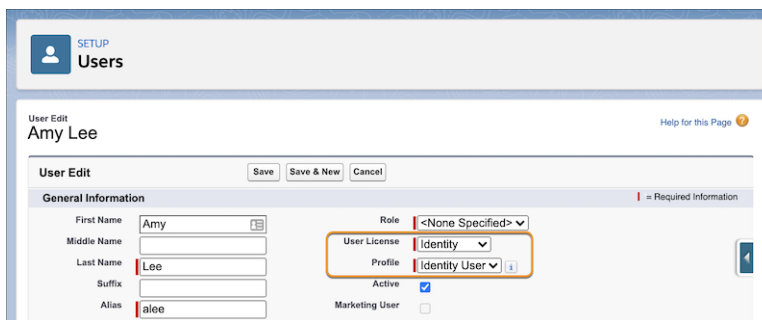 SETUP
Users
User Edit
Amy Lee
Help for this Page
User Edit
Save
Save & New
Cancel
General Information
= Required Information
First Name
Amy
Role
<None Specified>
Middle Name
User License
Identity
Last Name
Lee
Profile
Identity User
Suffix
Active
Alias
alee
Marketing User